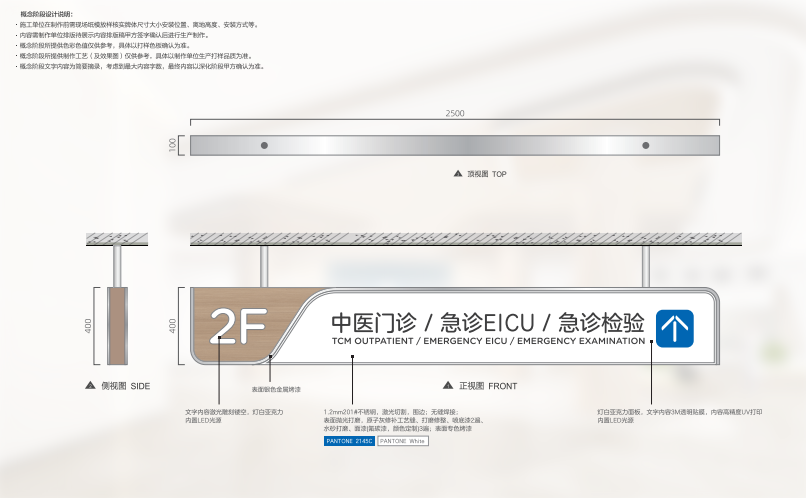 概念阶段设计说明：
· 施工单位在制作前需现场纸模放样核实牌体尺寸大小安装位置、离地高度、安装方式等。
· 内容需制作单位排版待展示内容排版稿甲方签字确认后进行生产制作。
· 概念阶段所提供色彩色值仅供参考，具体以打样色板确认为准。
· 概念阶段所提供制作工艺（及效果图）仅供参考，具体以制作单位生产打样品质为准。
· 概念阶段文字内容为简要摘录，考虑到最大内容字数，最终内容以深化阶段甲方确认为准。
2500
100
顶视图 TOP
400
400
2F
中医门诊 / 急诊EICU / 急诊检验
TCM OUTPATIENT / EMERGENCY EICU / EMERGENCY EXAMINATION
侧视图 SIDE
正视图 FRONT
表面银色金属烤漆
文字内容激光雕刻镂空、灯白亚克力
内置LED光源
1.2mm201#不锈钢，激光切割，围边；无缝焊接；
表面抛光打磨、原子灰修补工艺缝，打磨修整、喷底漆2遍、
水砂打磨、面漆(氟碳漆，颜色定制)3遍；表面专色烤漆
PANTONE 2145C
PANTONE White
灯白亚克力面板，文字内容3M透明贴膜，内容高精度UV打印
内置LED光源